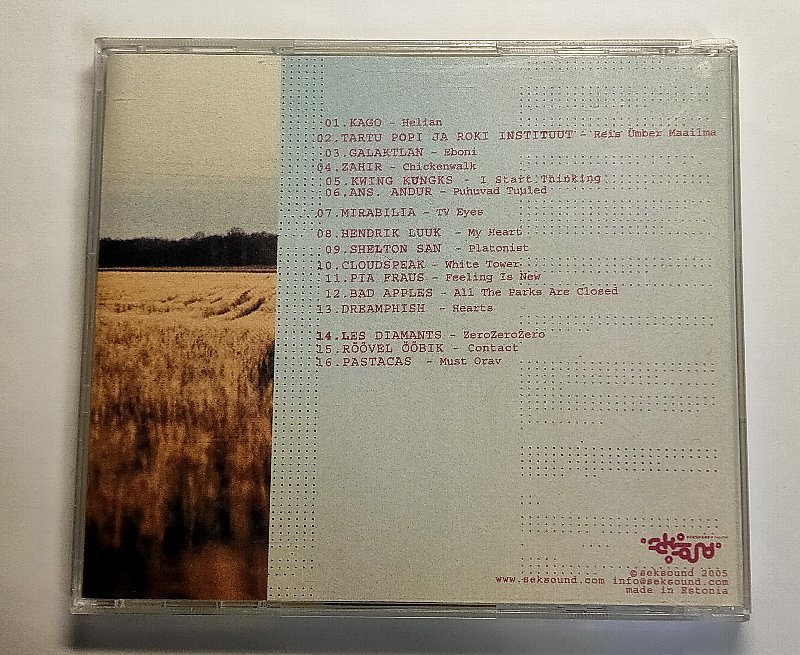 01.KAGO - Helian
02.TARTU POPI JA ROKI INSTITUUT - Reis Ümber Maailma
03.GALAKTLAN - Eboni
04.ZAHIR - Chickenwalk
05.KWING KUNGKS - I Start Thinking
06.ANS. ANDUR - Puhuvad Tuuled
07.MIRABILIA - TV Eyes
08.HENDRIK LUUK - My Heart
09.SHELTON SAN - Platonist
10.CLOUDSPEAK - White Tower
11.PIA FRAUS - Feeling Is New
12.BAD APPLES - All The Parks Are Closed
13.DREAMPHISH - Hearts
14.LES DIAMANTS - ZeroZeroZero
15.RÖÖVEL ÖÖBIK - Contact
16.PASTACAS - Must Orav
©seksound 2005
www.seksound.com info@seksound.com
made in Estonia